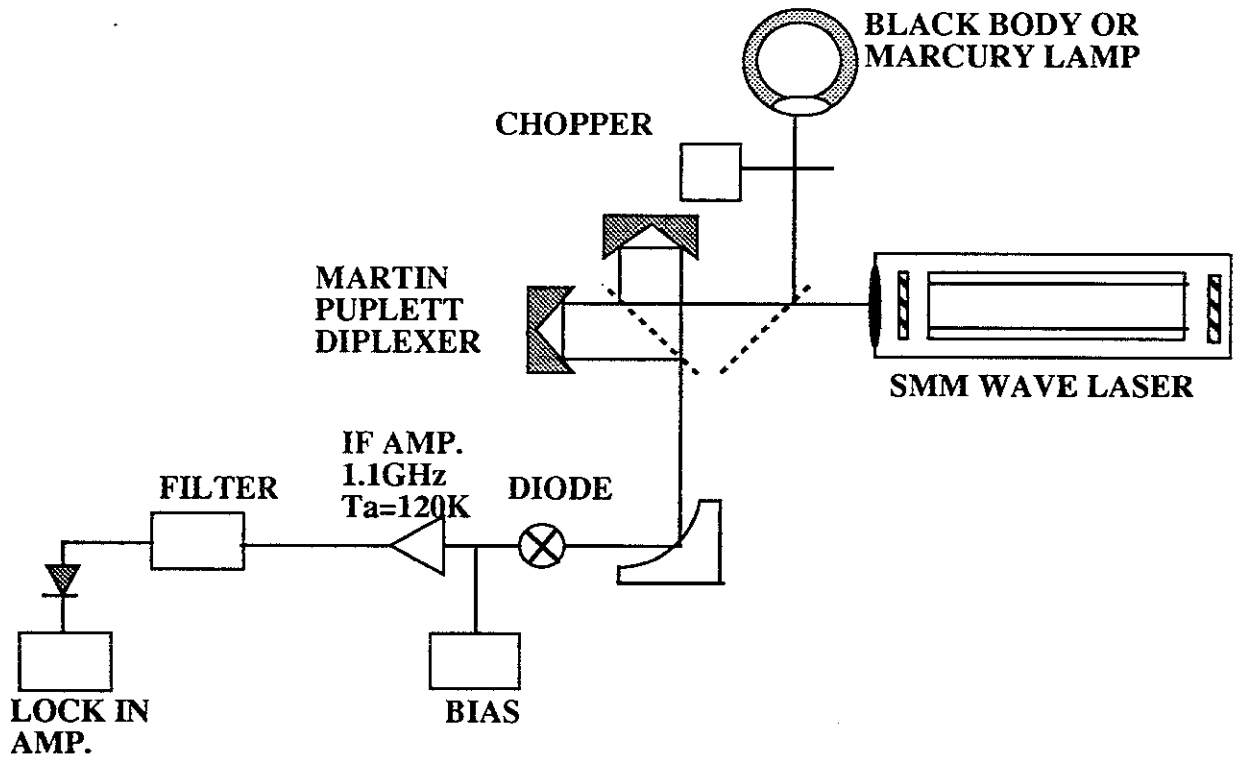 BLACK BODY OR
MARCURY LAMP
CHOPPER
MARTIN
PUPLETT
DIPLEXER
SMM WAVE LASER
IF AMP.
1.1GHz
Ta=120K
FILTER
DIODE
LOCK IN
AMP.
BIAS